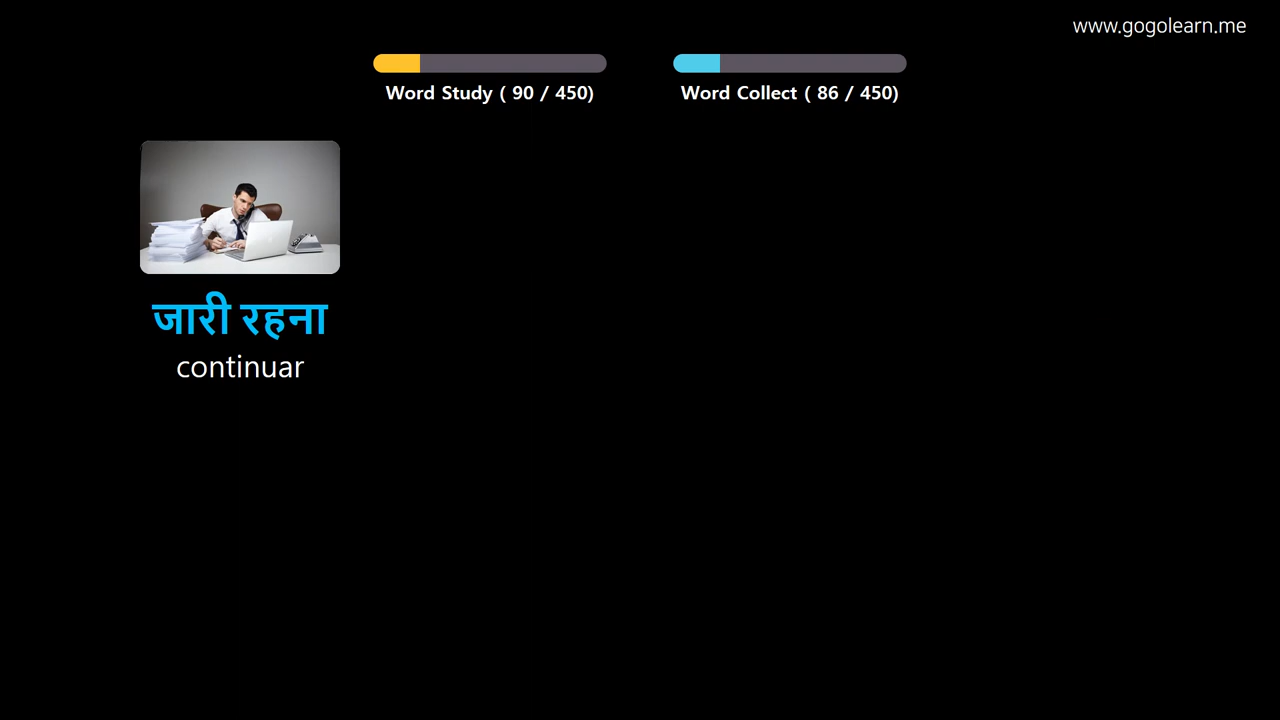 www.gogolearn.me
Word Study ( 90 / 450)
Word Collect ( 86 / 450)
जारी रहना
continuar